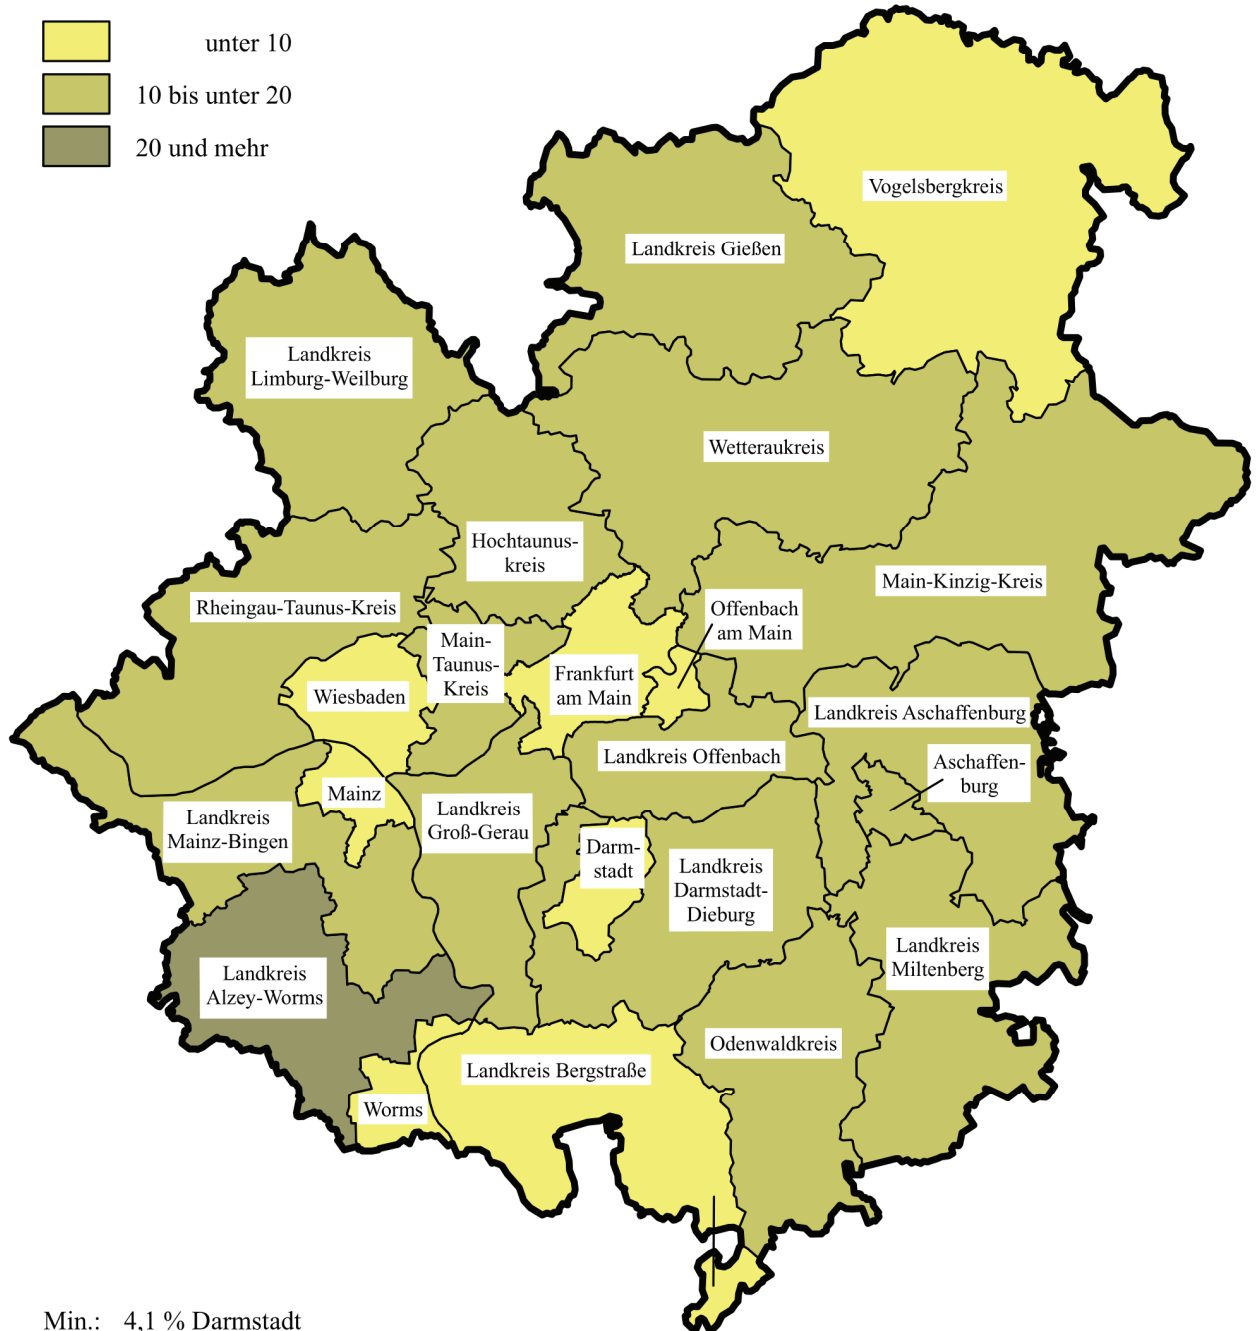 unter 10
10 bis unter 20
20 und mehr
Vogelsbergkreis
Landkreis Gießen
Landkreis
Limburg-Weilburg
Wetteraukreis
Hochtaunus-
kreis
Main-Kinzig-Kreis
Rheingau-Taunus-Kreis
Offenbach
am Main
Main-
Taunus-
Kreis
Frankfurt
am Main
Wiesbaden
Landkreis Aschaffenburg
Landkreis Offenbach
Aschaffen-
burg
Mainz
Landkreis
Mainz-Bingen
Landkreis
Groß-Gerau
Darm-
stadt
Landkreis
Darmstadt-
Dieburg
Landkreis
Miltenberg
Landkreis
Alzey-Worms
Odenwaldkreis
Landkreis Bergstraße
Worms
Min.: 4,1 % Darmstadt